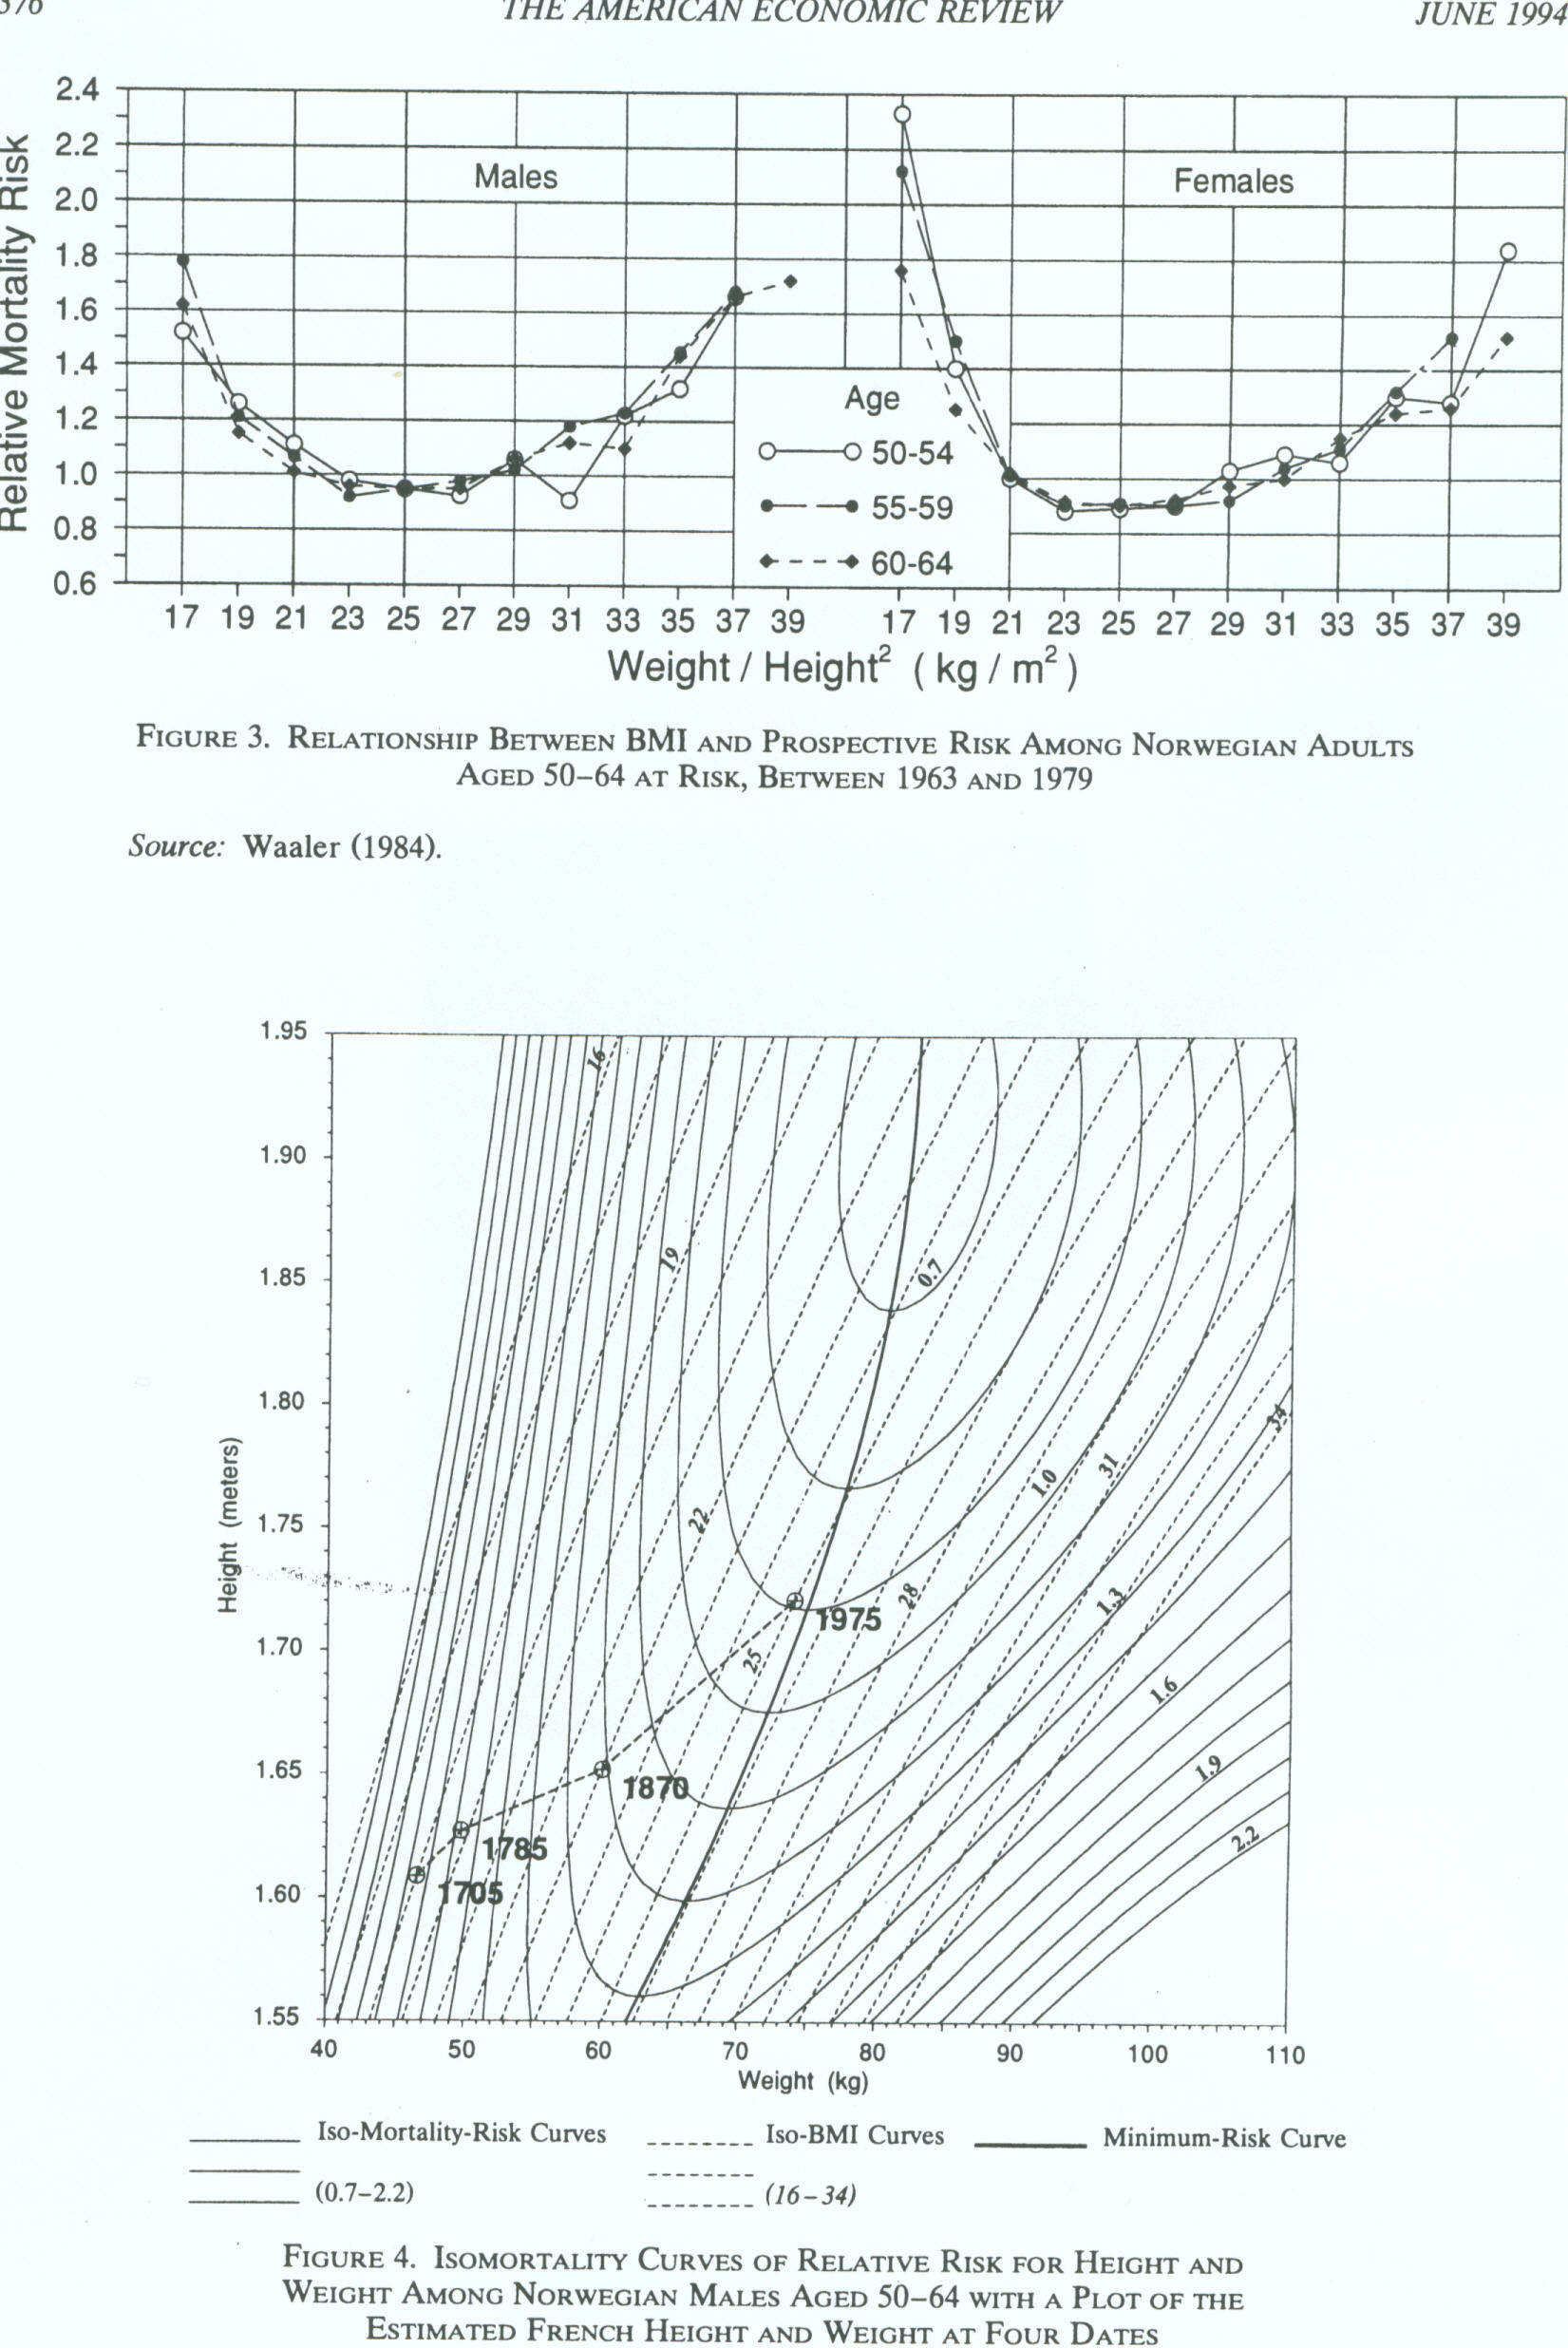 576 THE AMERICAN ECONOMIC REVIEW JUNE 1994
Relative Mortality Risk
2.4
2.2
2.0
1.8
1.6
1.4
1.2
1.0
0.8
0.6
Males
Females
Age
50-54
55-59
60-64
17 19 21 23 25 27 29 31 33 35 37 39 17 19 21 23 25 27 29 31 33 35 37 39
Weight / Height² ( kg / m² )
FIGURE 3. RELATIONSHIP BETWEEN BMI AND PROSPECTIVE RISK AMONG NORWEGIAN ADULTS
AGED 50–64 AT RISK, BETWEEN 1963 AND 1979
Source: Waaler (1984).
Height (meters)
1.95
1.90
1.85
1.80
1.75
1.70
1.65
1.60
1.55
16
19
0.7
34
31
1.0
22
28
1.3
1975
25
1.6
1870
1.9
1785
2.2
1705
40 50 60 70 80 90 100 110
Weight (kg)
Iso-Mortality-Risk Curves Iso-BMI Curves Minimum-Risk Curve
(0.7–2.2) (16–34)
FIGURE 4. ISOMORTALITY CURVES OF RELATIVE RISK FOR HEIGHT AND
WEIGHT AMONG NORWEGIAN MALES AGED 50–64 WITH A PLOT OF THE
ESTIMATED FRENCH HEIGHT AND WEIGHT AT FOUR DATES